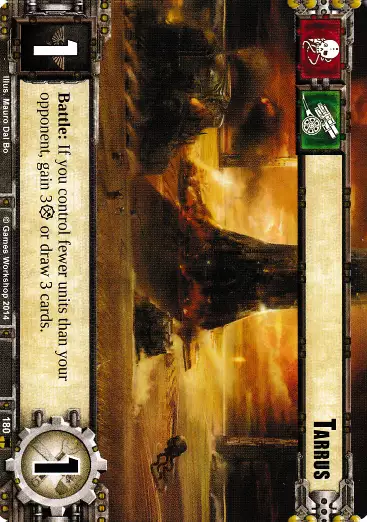 TARRUS
1
Battle: If you control fewer units than your
opponent, gain 3 or draw 3 cards.
1
Illus. Mauro Dal Bo
© Games Workshop 2014
180